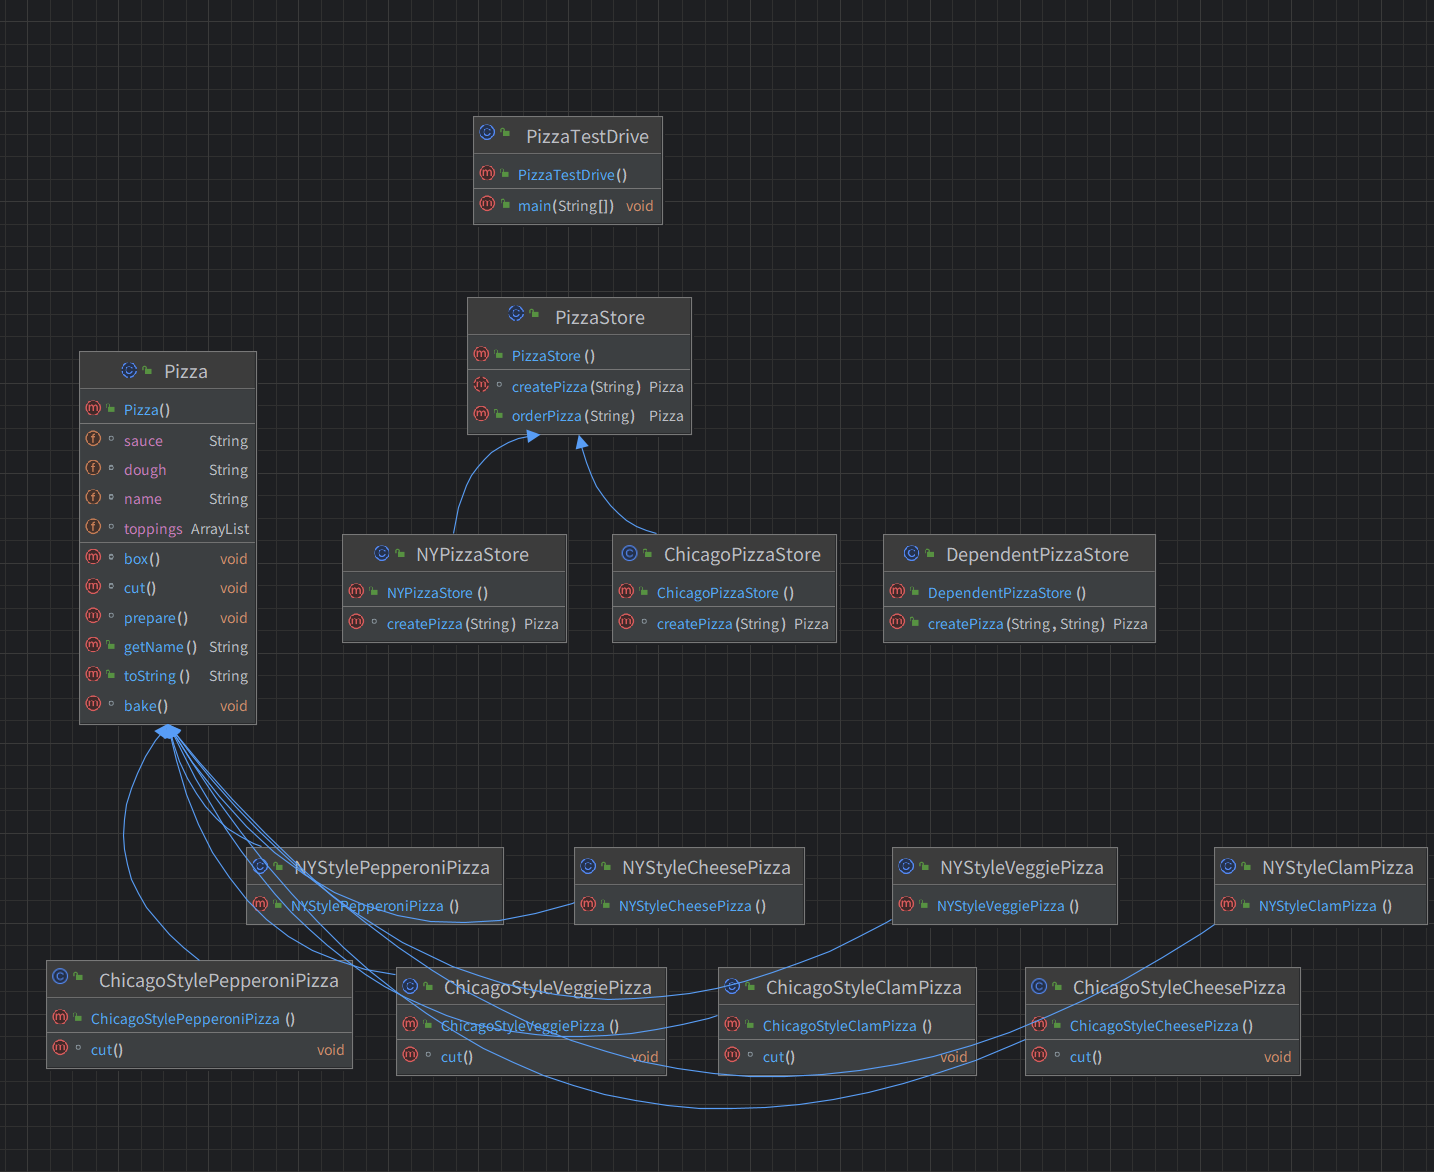 PizzaTestDrive
PizzaTestDrive()
main(String[]) void
PizzaStore
PizzaStore()
createPizza(String) Pizza
orderPizza(String) Pizza
Pizza
Pizza()
sauce String
dough String
name String
toppings ArrayList
box() void
cut() void
prepare() void
getName() String
toString() String
bake() void
NYPizzaStore
NYPizzaStore()
createPizza(String) Pizza
ChicagoPizzaStore
ChicagoPizzaStore()
createPizza(String) Pizza
DependentPizzaStore
DependentPizzaStore()
createPizza(String, String) Pizza
NYStylePepperoniPizza
NYStylePepperoniPizza()
NYStyleCheesePizza
NYStyleCheesePizza()
NYStyleVeggiePizza
NYStyleVeggiePizza()
NYStyleClamPizza
NYStyleClamPizza()
ChicagoStylePepperoniPizza
ChicagoStylePepperoniPizza()
cut() void
ChicagoStyleVeggiePizza
ChicagoStyleVeggiePizza()
cut() void
ChicagoStyleClamPizza
ChicagoStyleClamPizza()
cut() void
ChicagoStyleCheesePizza
ChicagoStyleCheesePizza()
cut() void